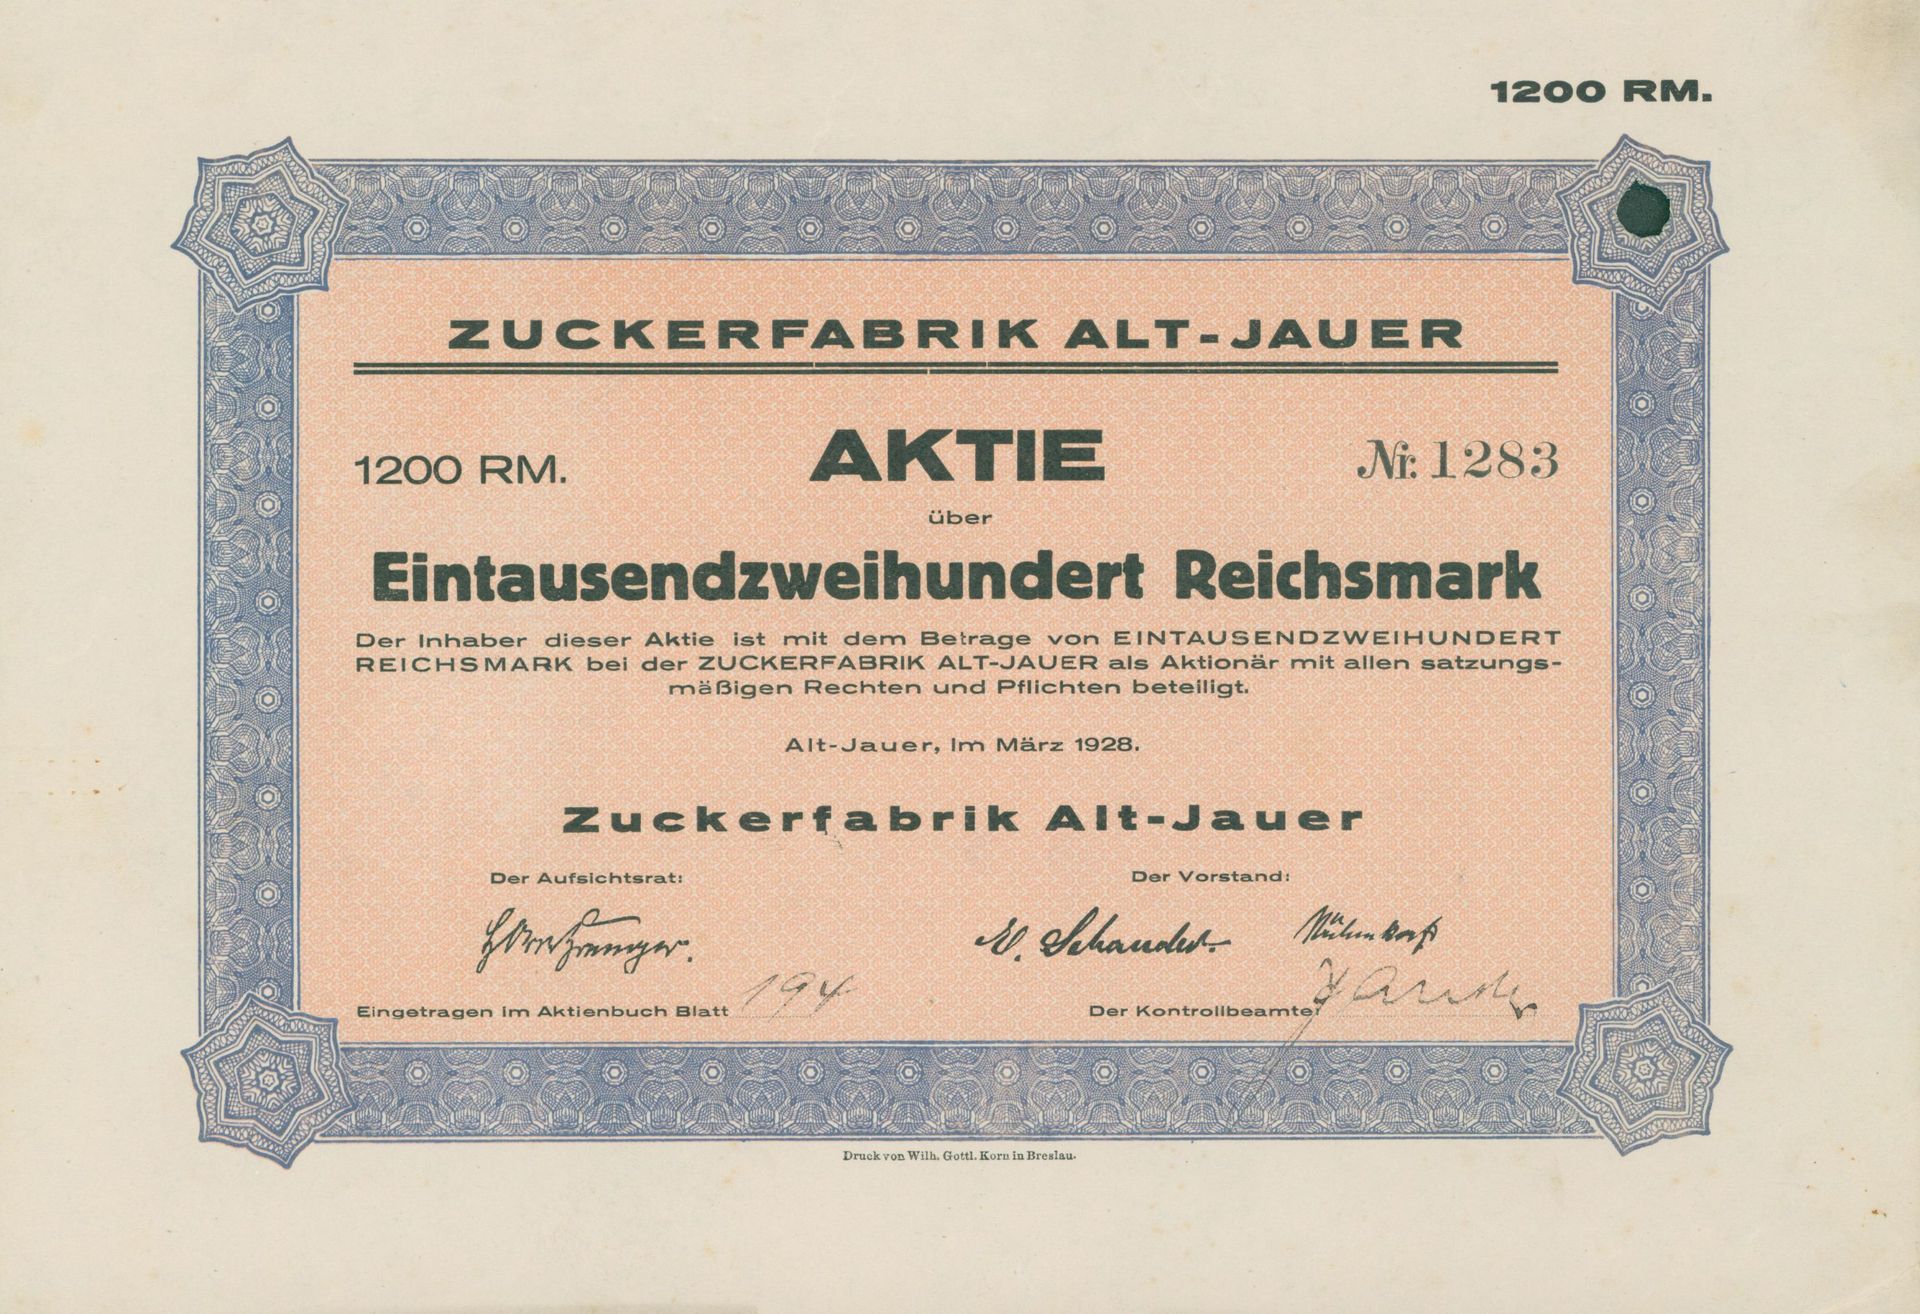 1200 RM.
ZUCKERFABRIK ALT-JAUER
1200 RM. AKTIE Nr. 1283
über
Eintausendzweihundert Reichsmark
Der Inhaber dieser Aktie ist mit dem Betrage von EINTAUSENDZWEIHUNDERT
REICHSMARK bei der ZUCKERFABRIK ALT-JAUER als Aktionär mit allen satzungs-
mäßigen Rechten und Pflichten beteiligt.
Alt-Jauer, im März 1928.
Zuckerfabrik Alt-Jauer
Der Aufsichtsrat: Der Vorstand:
Eingetragen im Aktienbuch Blatt 194 Der Kontrollbeamte:
Druck von Wilh. Gottl. Korn in Breslau.